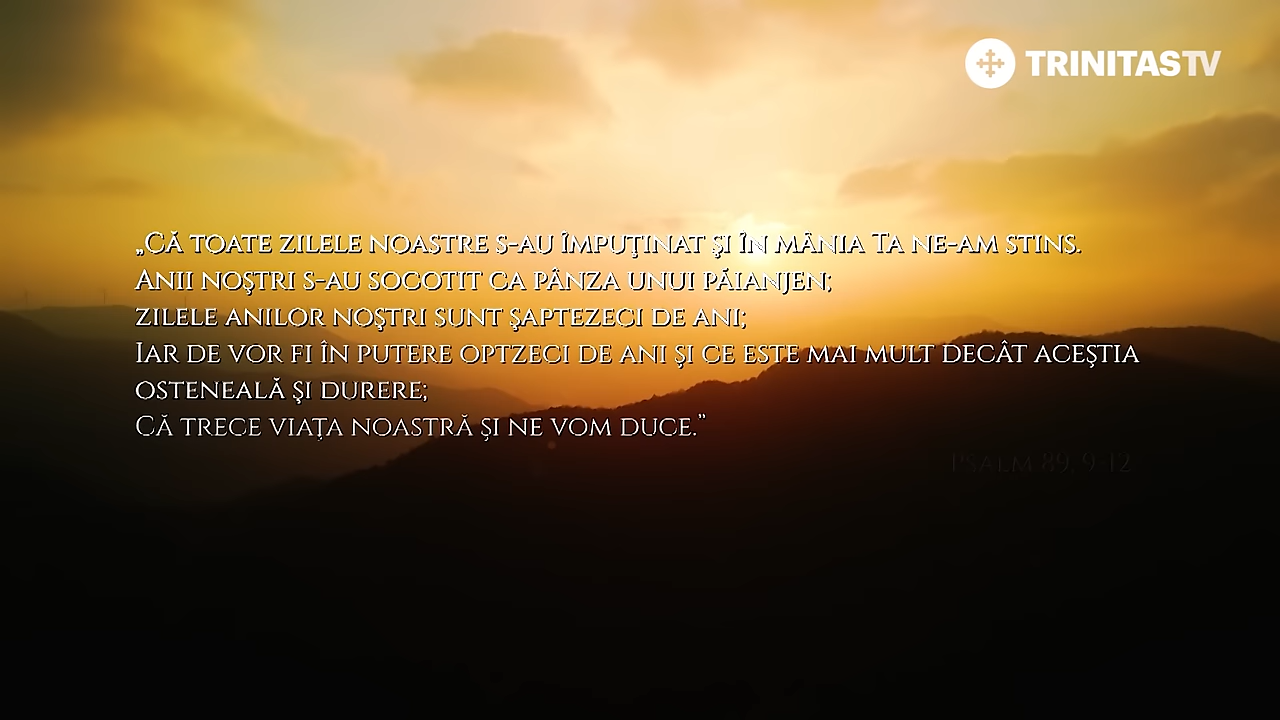 TRINITAS TV
„Că toate zilele noastre s-au împuţinat şi în mânia Ta ne-am stins.
Anii noştri s-au socotit ca pânza unui păianjen;
zilele anilor noştri sunt şaptezeci de ani;
Iar de vor fi în putere optzeci de ani şi ce este mai mult decât aceştia
osteneală şi durere;
Că trece viaţa noastră şi ne vom duce.”
Psalm 89, 9-12